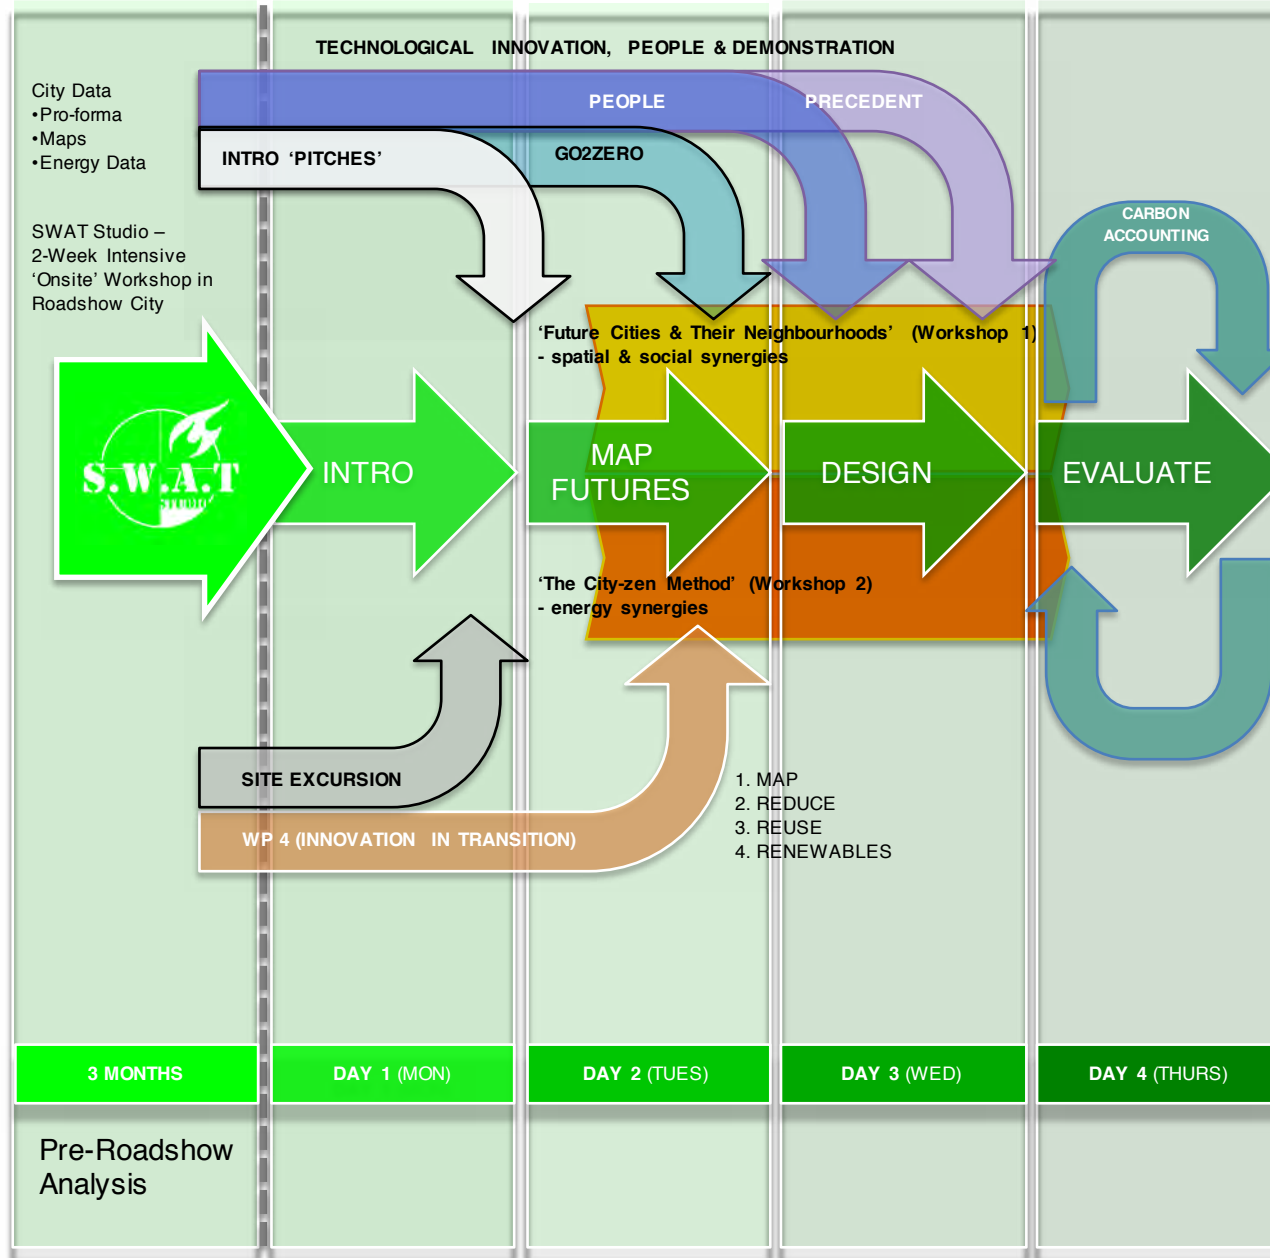 TECHNOLOGICAL INNOVATION, PEOPLE & DEMONSTRATION
City Data
•Pro-forma
•Maps
•Energy Data
PEOPLE
PRECEDENT
INTRO ‘PITCHES’
GO2ZERO
SWAT Studio –
2-Week Intensive
‘Onsite’ Workshop in
Roadshow City
CARBON
ACCOUNTING
‘Future Cities & Their Neighbourhoods’ (Workshop 1)
- spatial & social synergies
S.W.A.T
STUDIO
INTRO
MAP
FUTURES
DESIGN
EVALUATE
‘The City-zen Method’ (Workshop 2)
- energy synergies
SITE EXCURSION
WP 4 (INNOVATION IN TRANSITION)
1. MAP
2. REDUCE
3. REUSE
4. RENEWABLES
3 MONTHS
DAY 1 (MON)
DAY 2 (TUES)
DAY 3 (WED)
DAY 4 (THURS)
Pre-Roadshow
Analysis